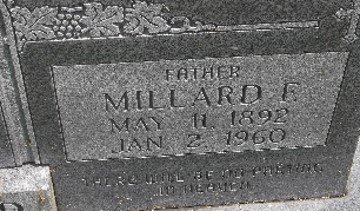 FATHER
MILLARD F.
MAY 11, 1892
JAN 2, 1960
THERE WILL BE NO PARTING
IN HEAVEN.